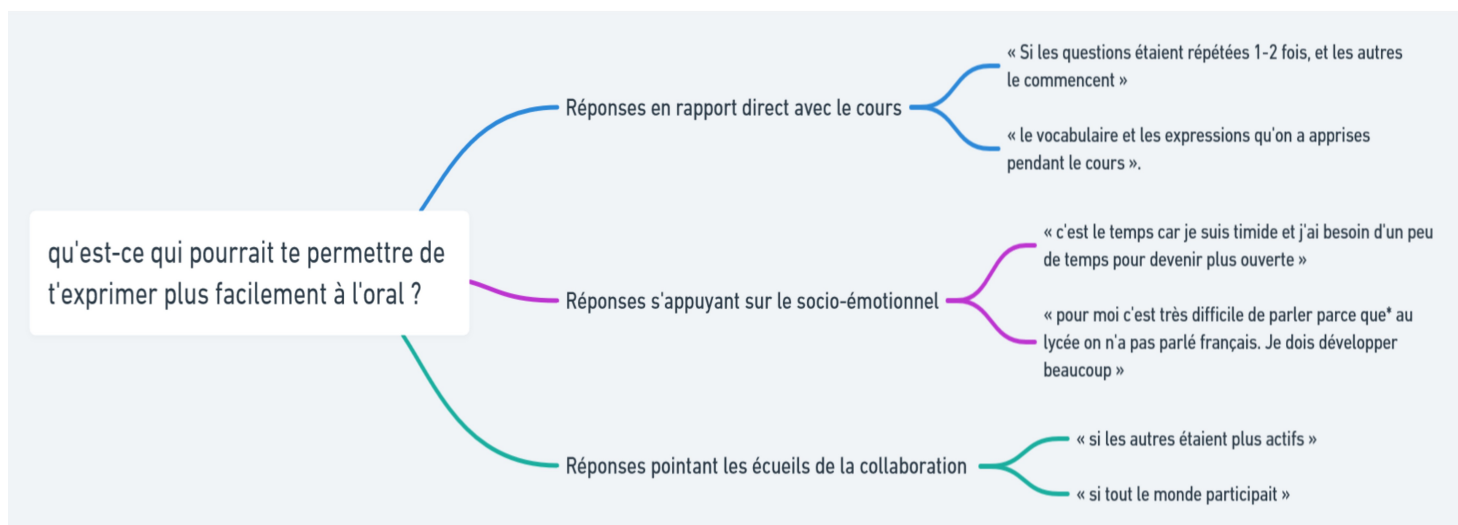 qu'est-ce qui pourrait te permettre de
t'exprimer plus facilement à l'oral ?
Réponses en rapport direct avec le cours
« Si les questions étaient répétées 1-2 fois, et les autres
le commencent »
« le vocabulaire et les expressions qu'on a apprises
pendant le cours ».
Réponses s'appuyant sur le socio-émotionnel
« c'est le temps car je suis timide et j'ai besoin d'un peu
de temps pour devenir plus ouverte »
« pour moi c'est très difficile de parler parce que* au
lycée on n'a pas parlé français. Je dois développer
beaucoup »
Réponses pointant les écueils de la collaboration
« si les autres étaient plus actifs »
« si tout le monde participait »